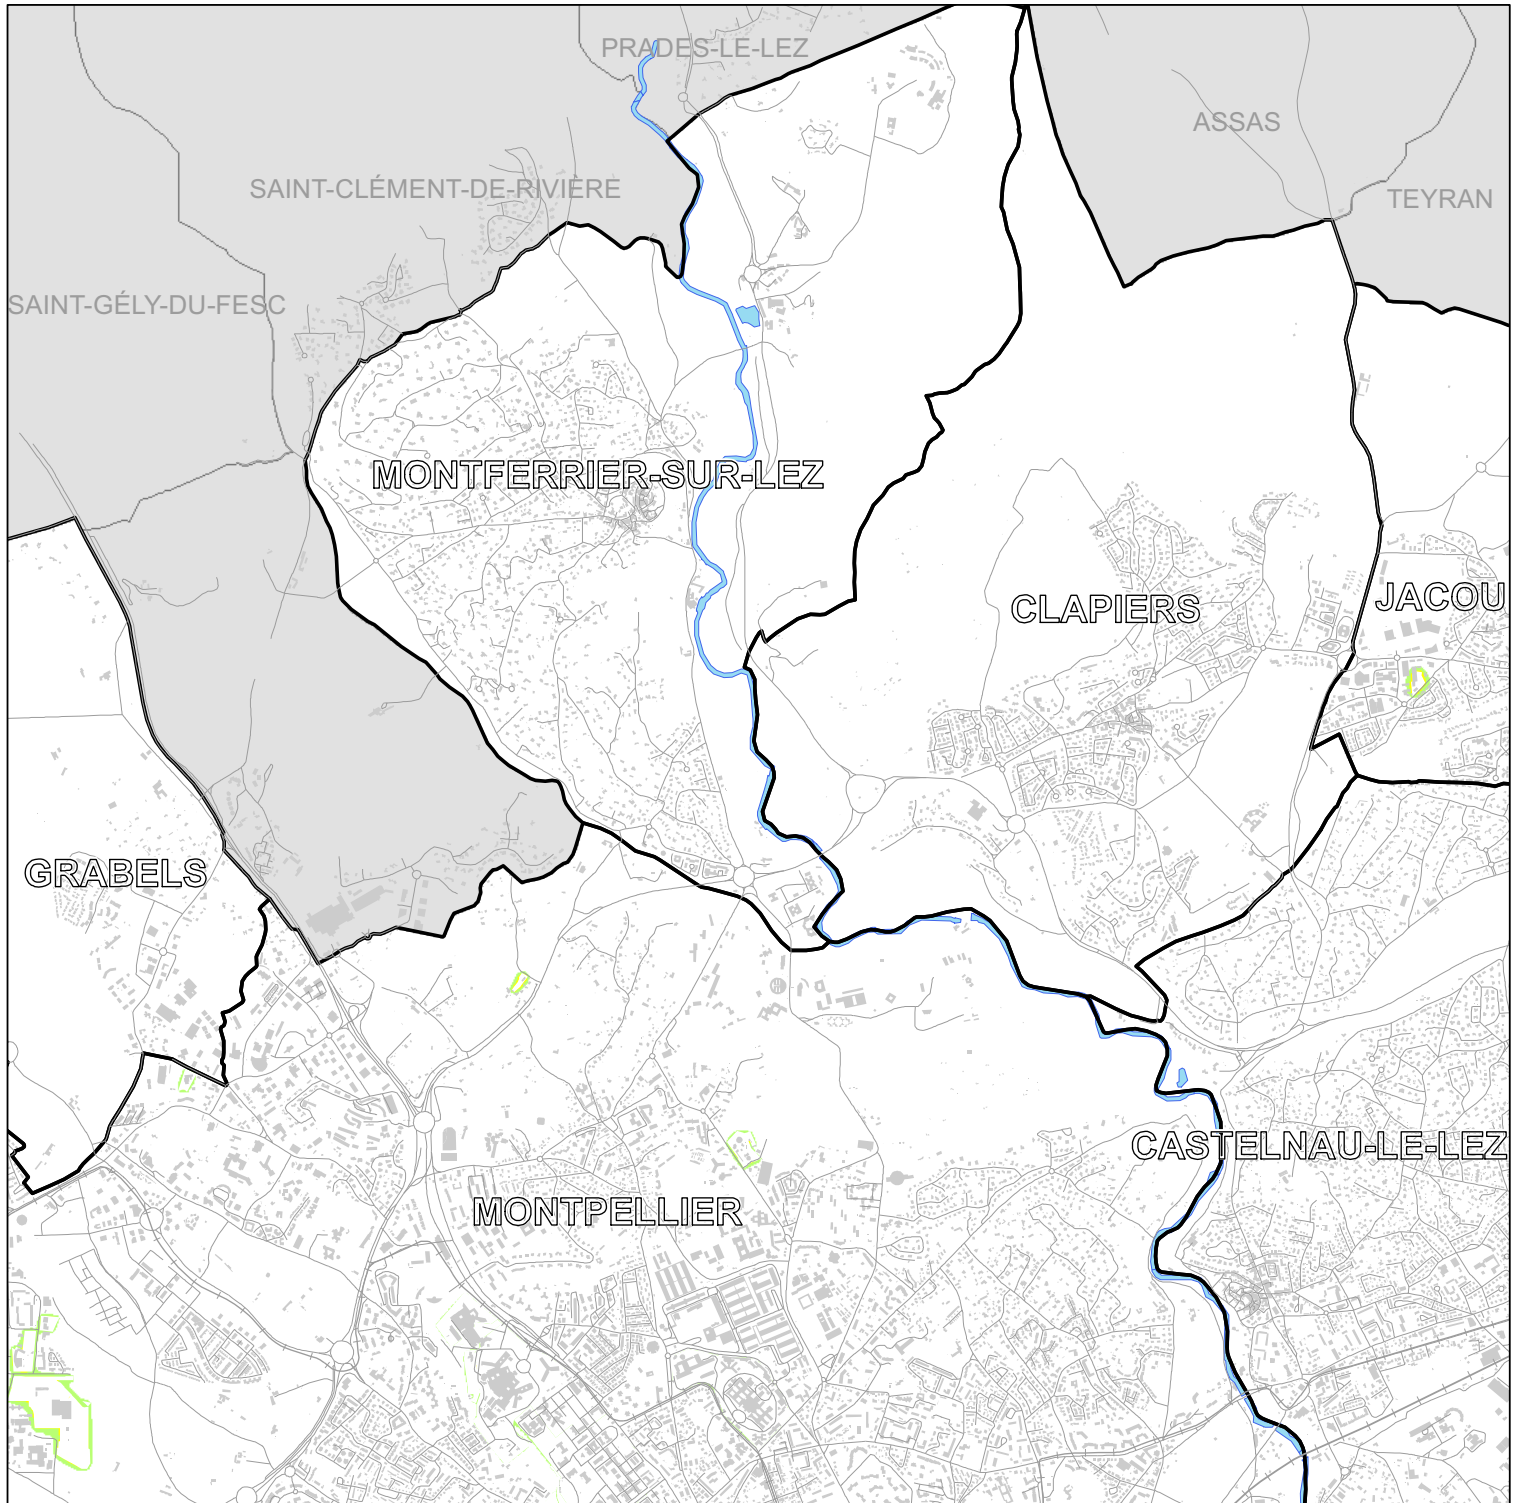 PRADES-LE-LEZ
ASSAS
SAINT-CLÉMENT-DE-RIVIÈRE
TEYRAN
SAINT-GÉLY-DU-FESC
MONTFERRIER-SUR-LEZ
JACOU
CLAPIERS
GRABELS
CASTELNAU-LE-LEZ
MONTPELLIER